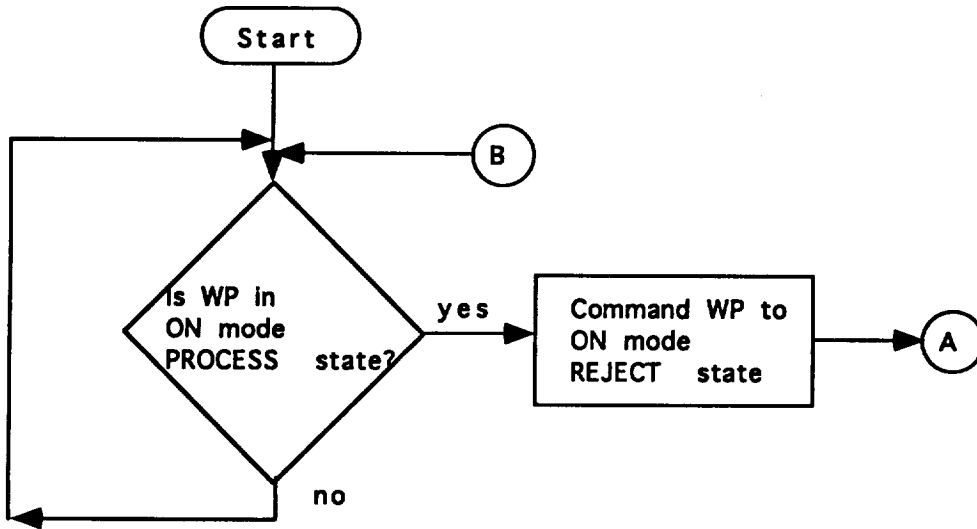 Start
B
Is WP in
ON mode
PROCESS state?
yes
Command WP to
ON mode
REJECT state
A
no